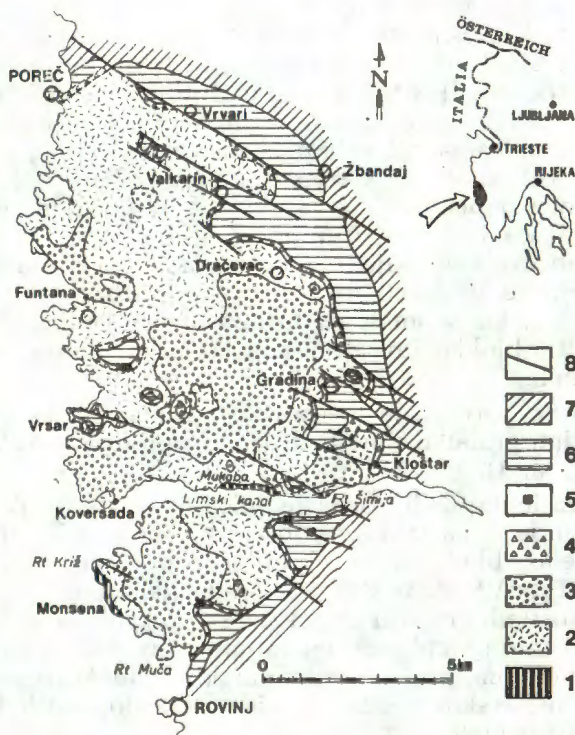 ÖSTERREICH
ITALIA
LJUBLJANA
TRIESTE
RIJEKA
N
POREČ
Vrvari
Žbandaj
Valkarin
Dračevac
Funtana
Gradina
Vrsar
Kloštar
Mukaba
Limski kanal
Rt Šimija
Koversada
Rt Križ
Monsena
Rt Muča
ROVINJ
0 5km
8
7
6
5
4
3
2
1